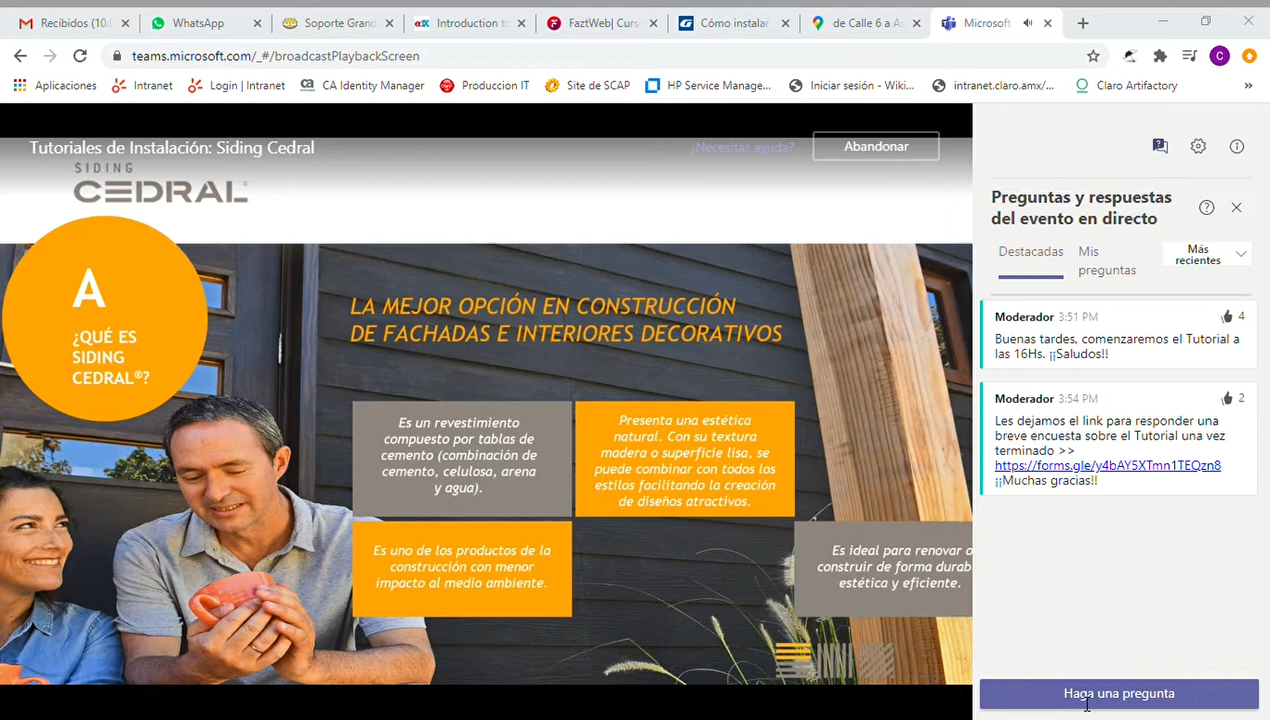 Recibidos (10.
WhatsApp
Soporte Grand
Introduction to
FaztWeb| Curs
Cómo instalar
de Calle 6 a A
Microsoft
teams.microsoft.com/_#/broadcastPlaybackScreen
C
Aplicaciones
Intranet
Login | Intranet
CA Identity Manager
Produccion IT
Site de SCAP
HP Service Manage...
Iniciar sesión - Wiki...
intranet.claro.amx/...
Claro Artifactory
»
Tutoriales de Instalación: Siding Cedral
¿Necesitas ayuda?
Abandonar
SIDING
CEDRAL®
A
¿QUÉ ES
SIDING
CEDRAL®?
LA MEJOR OPCIÓN EN CONSTRUCCIÓN
DE FACHADAS E INTERIORES DECORATIVOS
Es un revestimiento
compuesto por tablas de
cemento (combinación de
cemento, celulosa, arena
y agua).
Presenta una estética
natural. Con su textura
madera o superficie lisa, se
puede combinar con todos los
estilos facilitando la creación
de diseños atractivos.
Es uno de los productos de la
construcción con menor
impacto al medio ambiente.
Es ideal para renovar o
construir de forma durab
estética y eficiente.
Preguntas y respuestas
del evento en directo
Destacadas
Mis
preguntas
Más
recientes
Moderador 3:51 PM
4
Buenas tardes, comenzaremos el Tutorial a
las 16Hs. ¡¡Saludos!!
Moderador 3:54 PM
2
Les dejamos el link para responder una
breve encuesta sobre el Tutorial una vez
terminado >>
https://forms.gle/y4bAY5XTmn1TEQzn8
¡¡Muchas gracias!!
Haga una pregunta